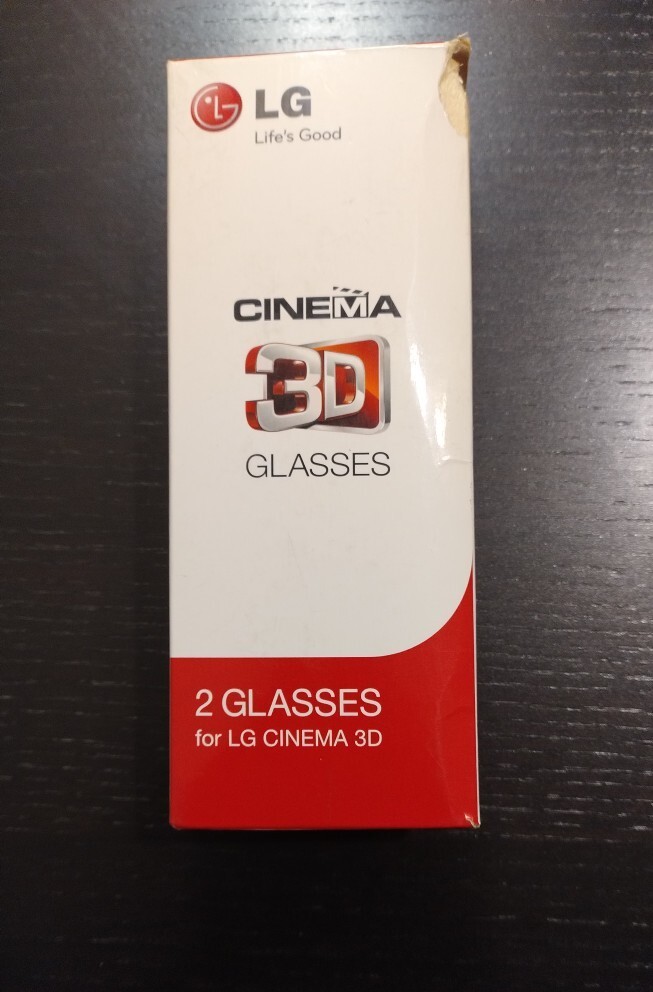 LG
Life's Good
CINEMA
3D
GLASSES
2 GLASSES
for LG CINEMA 3D